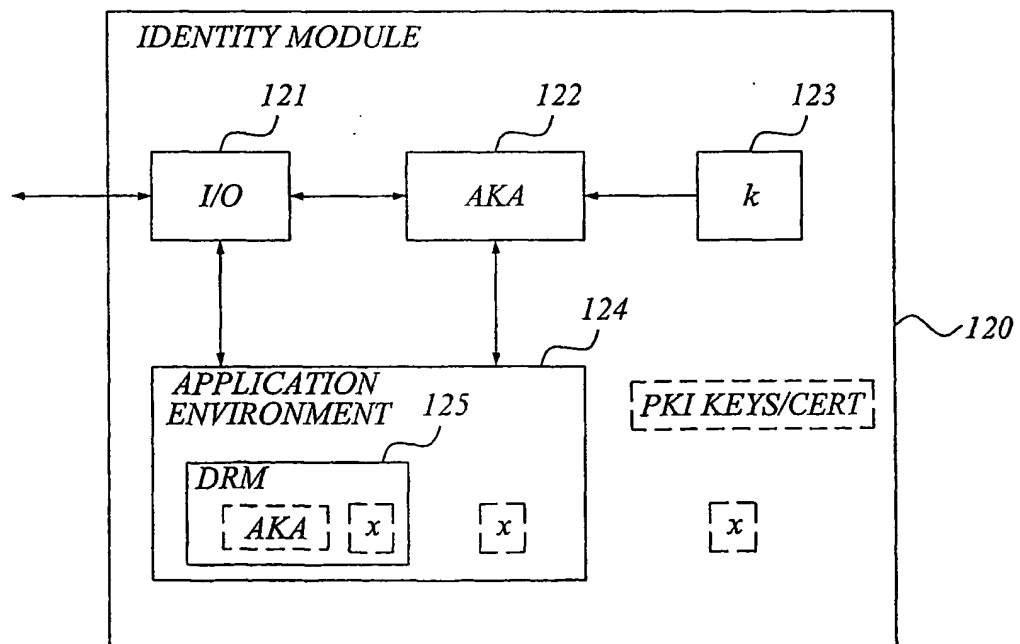 IDENTITY MODULE
121
122
123
I/O
AKA
k
124
120
APPLICATION
ENVIRONMENT
125
PKI KEYS/CERT
DRM
AKA
x
x
x